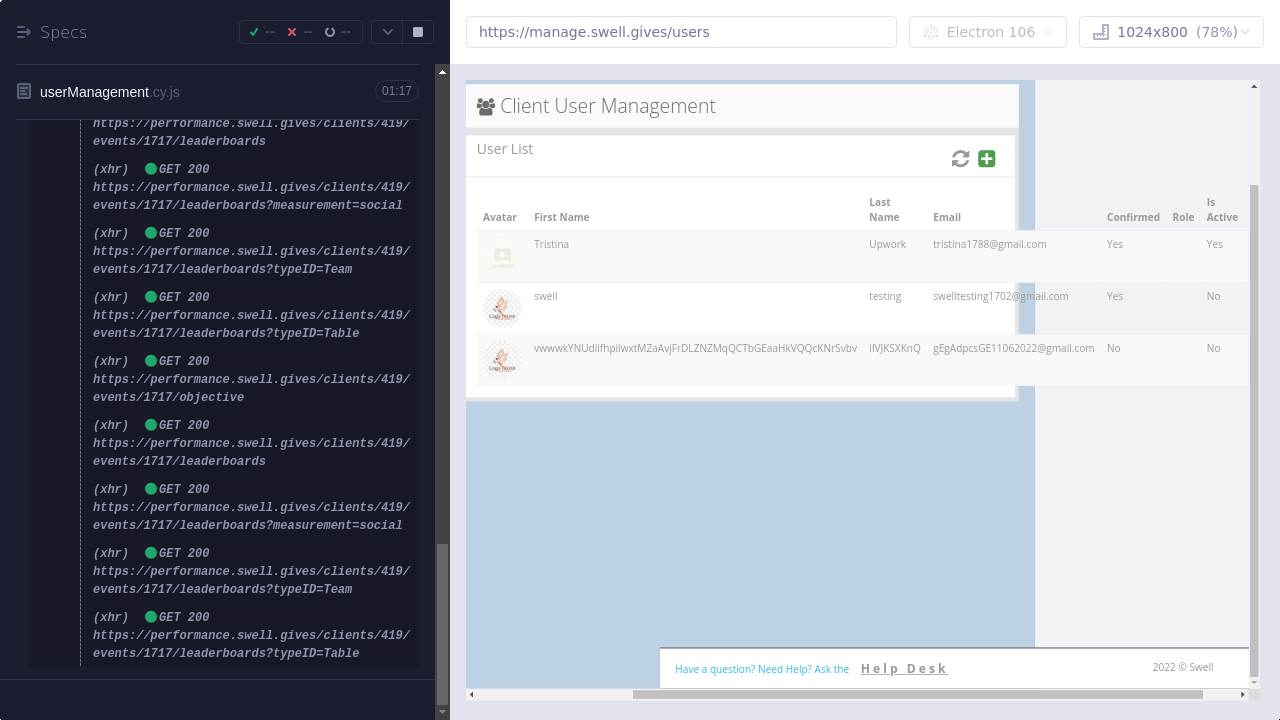 Specs
-- -- --
userManagement.cy.js 01:17
https://performance.swell.gives/clients/419/
events/1717/leaderboards
(xhr) GET 200
https://performance.swell.gives/clients/419/
events/1717/leaderboards?measurement=social
(xhr) GET 200
https://performance.swell.gives/clients/419/
events/1717/leaderboards?typeID=Team
(xhr) GET 200
https://performance.swell.gives/clients/419/
events/1717/leaderboards?typeID=Table
(xhr) GET 200
https://performance.swell.gives/clients/419/
events/1717/objective
(xhr) GET 200
https://performance.swell.gives/clients/419/
events/1717/leaderboards
(xhr) GET 200
https://performance.swell.gives/clients/419/
events/1717/leaderboards?measurement=social
(xhr) GET 200
https://performance.swell.gives/clients/419/
events/1717/leaderboards?typeID=Team
(xhr) GET 200
https://performance.swell.gives/clients/419/
events/1717/leaderboards?typeID=Table
https://manage.swell.gives/users Electron 106 1024x800 (78%)
Client User Management
User List
Avatar First Name Last Name Email Confirmed Role Is Active
Tristina Upwork tristina1788@gmail.com Yes Yes
swell testing swelltesting1702@gmail.com Yes No
gEgAdpcsGE11062022@gmail.com No No
Have a question? Need Help? Ask the Help Desk 2022 © Swell